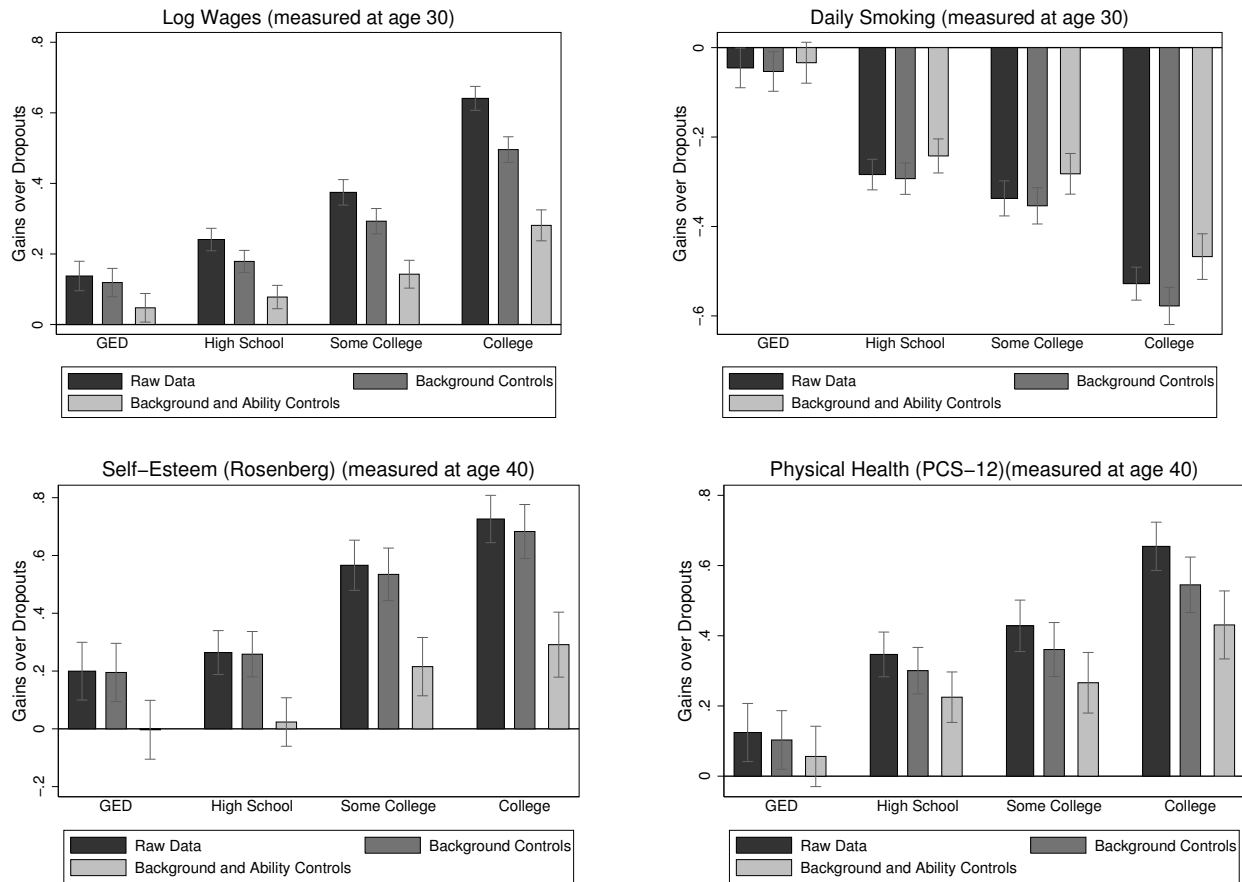 Log Wages (measured at age 30)
Gains over Dropouts
.8
.6
.4
.2
0
GED
High School
Some College
College
Raw Data
Background Controls
Background and Ability Controls
Daily Smoking (measured at age 30)
Gains over Dropouts
0
−.2
−.4
−.6
GED
High School
Some College
College
Raw Data
Background Controls
Background and Ability Controls
Self−Esteem (Rosenberg) (measured at age 40)
Gains over Dropouts
.8
.6
.4
.2
0
−.2
GED
High School
Some College
College
Raw Data
Background Controls
Background and Ability Controls
Physical Health (PCS−12)(measured at age 40)
Gains over Dropouts
.8
.6
.4
.2
0
GED
High School
Some College
College
Raw Data
Background Controls
Background and Ability Controls